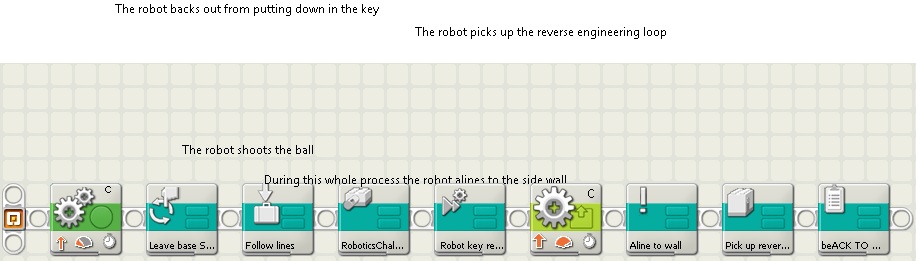 The robot backs out from putting down in the key
The robot picks up the reverse engineering loop
The robot shoots the ball
During this whole process the robot alines to the side wall
C
Leave base S...
Follow lines
RoboticsChal...
Robot key re...
C
Aline to wall
Pick up rever...
beACK TO ...